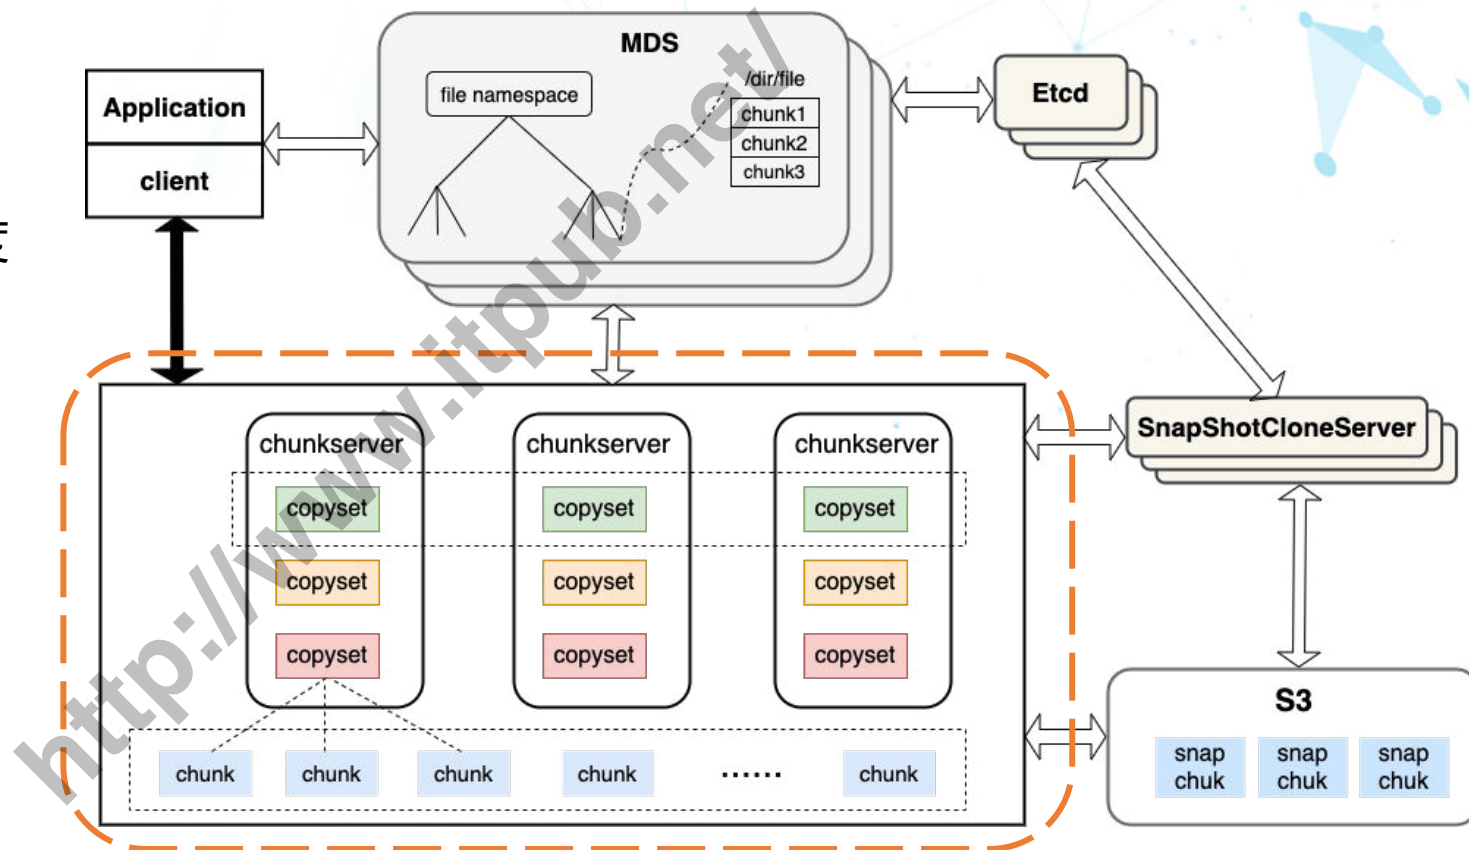 MDS
/dir/file
file namespace
chunk1
chunk2
chunk3
Application
client
Etcd
chunkserver
chunkserver
chunkserver
copyset
copyset
copyset
copyset
copyset
copyset
copyset
copyset
copyset
chunk
chunk
chunk
chunk
......
chunk
SnapShotCloneServer
S3
snap
chuk
snap
chuk
snap
chuk
http://www.itpub.net/